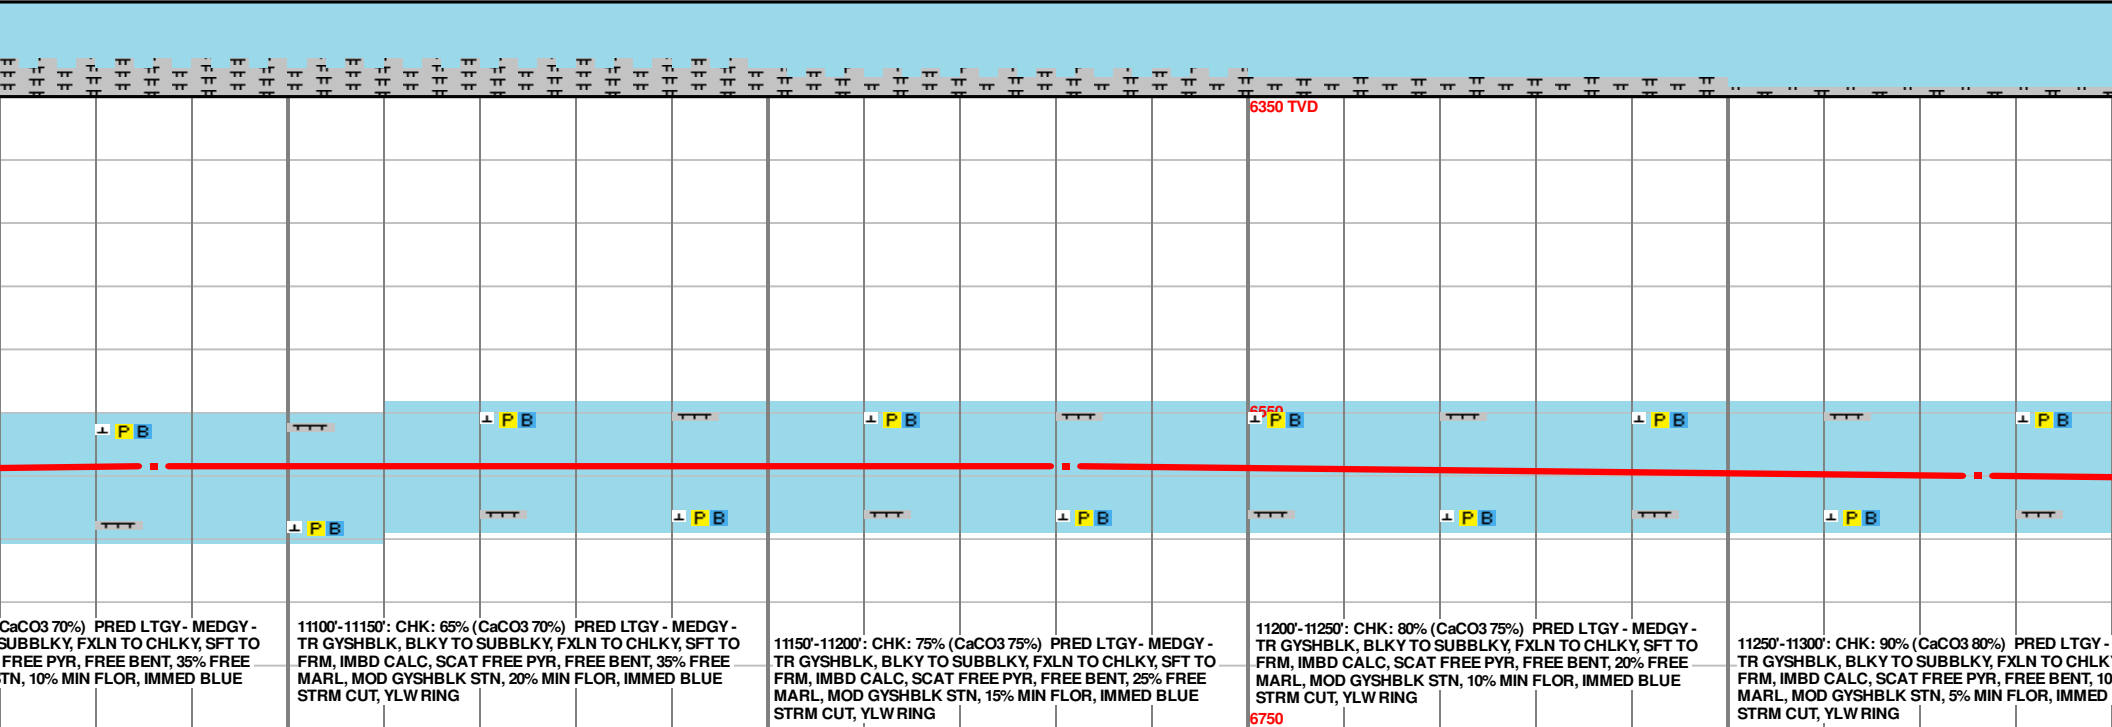 6350 TVD
6550
P B
P B
P B
P B
P B
P B
P B
P B
P B
P B
P B
CaCO3 70%) PRED LTGY - MEDGY -
SUBBLKY, FXLN TO CHLKY, SFT TO
FREE PYR, FREE BENT, 35% FREE
STN, 10% MIN FLOR, IMMED BLUE
11100'-11150': CHK: 65% (CaCO3 70%) PRED LTGY - MEDGY -
TR GYSHBLK, BLKY TO SUBBLKY, FXLN TO CHLKY, SFT TO
FRM, IMBD CALC, SCAT FREE PYR, FREE BENT, 35% FREE
MARL, MOD GYSHBLK STN, 20% MIN FLOR, IMMED BLUE
STRM CUT, YLW RING
11150'-11200': CHK: 75% (CaCO3 75%) PRED LTGY - MEDGY -
TR GYSHBLK, BLKY TO SUBBLKY, FXLN TO CHLKY, SFT TO
FRM, IMBD CALC, SCAT FREE PYR, FREE BENT, 25% FREE
MARL, MOD GYSHBLK STN, 15% MIN FLOR, IMMED BLUE
STRM CUT, YLW RING
11200'-11250': CHK: 80% (CaCO3 75%) PRED LTGY - MEDGY -
TR GYSHBLK, BLKY TO SUBBLKY, FXLN TO CHLKY, SFT TO
FRM, IMBD CALC, SCAT FREE PYR, FREE BENT, 20% FREE
MARL, MOD GYSHBLK STN, 10% MIN FLOR, IMMED BLUE
STRM CUT, YLW RING
11250'-11300': CHK: 90% (CaCO3 80%) PRED LTGY -
TR GYSHBLK, BLKY TO SUBBLKY, FXLN TO CHLK
FRM, IMBD CALC, SCAT FREE PYR, FREE BENT, 10
MARL, MOD GYSHBLK STN, 5% MIN FLOR, IMMED
STRM CUT, YLW RING
6750